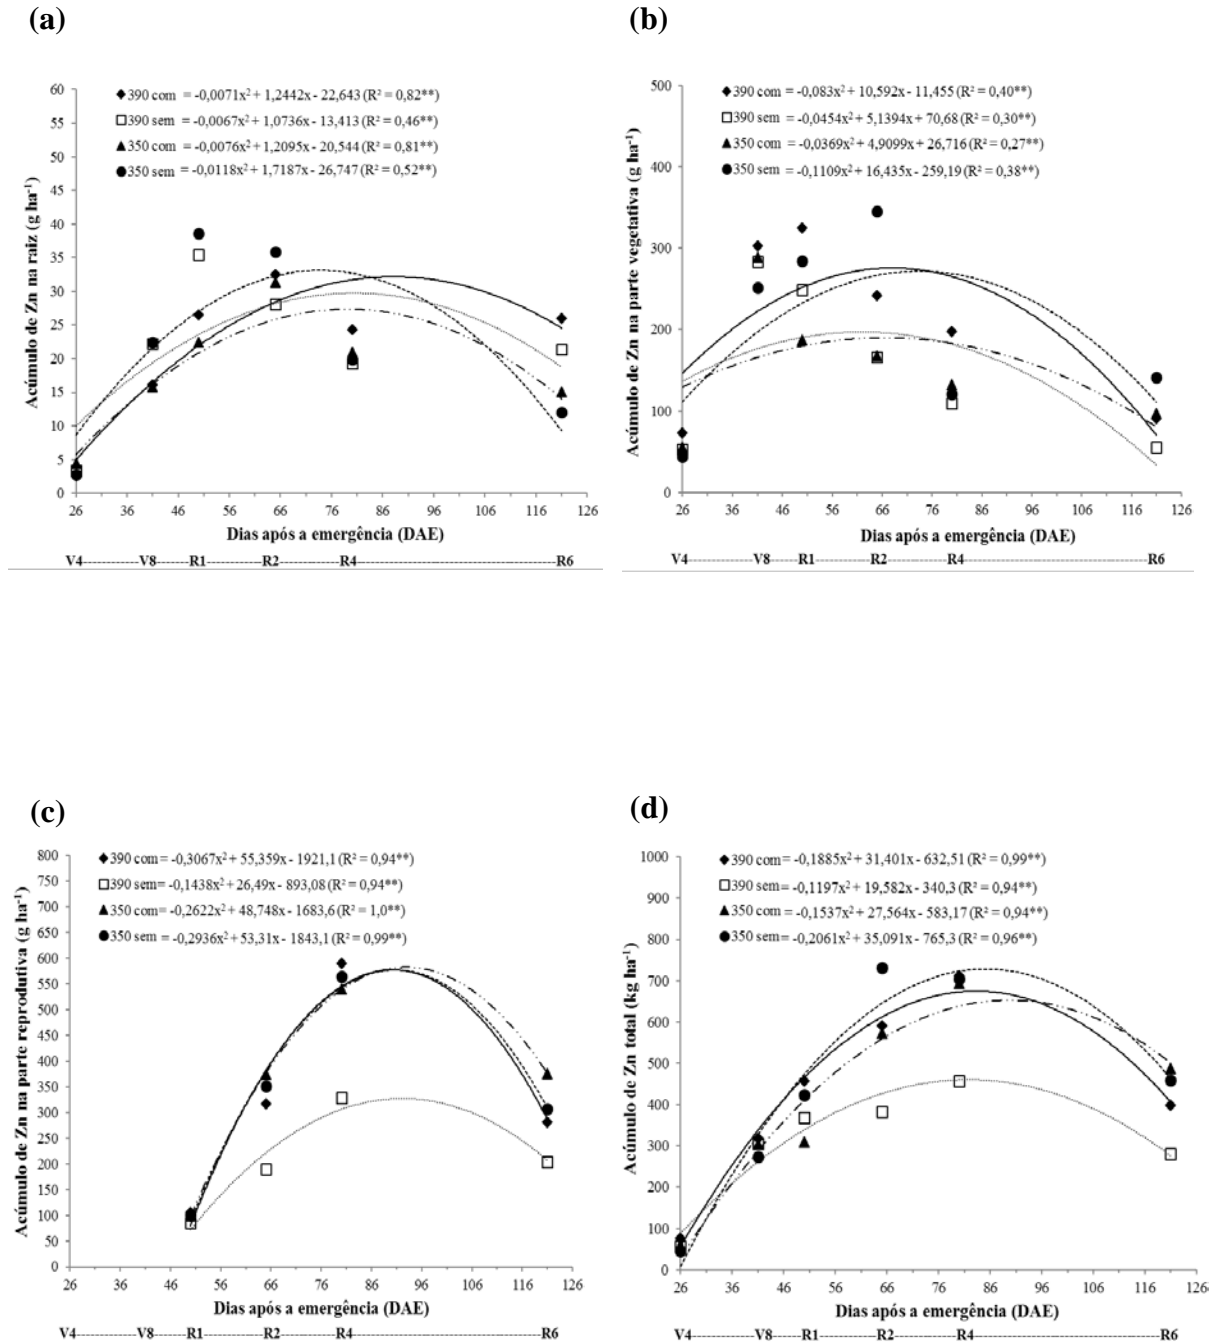 (a)
(b)
390 com = -0,0071x² + 1,2442x - 22,643 (R² = 0,82**)
390 sem = -0,0067x² + 1,0736x - 13,413 (R² = 0,46**)
350 com = -0,0076x² + 1,2095x - 20,544 (R² = 0,81**)
350 sem = -0,0118x² + 1,7187x - 26,747 (R² = 0,52**)
Acúmulo de Zn na raiz (g ha⁻¹)
60
55
50
45
40
35
30
25
20
15
10
5
0
26 36 46 56 66 76 86 96 106 116 126
Dias após a emergência (DAE)
V4---------------V8--------R1-------------R2--------------R4------------------------------------------R6
390 com = -0,083x² + 10,592x - 11,455 (R² = 0,40**)
390 sem = -0,0454x² + 5,1394x + 70,68 (R² = 0,30**)
350 com = -0,0369x² + 4,9099x + 26,716 (R² = 0,27**)
350 sem = -0,1109x² + 16,435x - 259,19 (R² = 0,38**)
Acúmulo de Zn na parte vegetativa (g ha⁻¹)
500
400
300
200
100
0
26 36 46 56 66 76 86 96 106 116 126
Dias após a emergência (DAE)
V4---------------V8--------R1-------------R2--------------R4------------------------------------------R6
(c)
(d)
390 com= -0,3067x² + 55,359x - 1921,1 (R² = 0,94**)
390 sem= -0,1438x² + 26,49x - 893,08 (R² = 0,94**)
350 com= -0,2622x² + 48,748x - 1683,6 (R² = 1,0**)
350 sem= -0,2936x² + 53,31x - 1843,1 (R² = 0,99**)
Acúmulo de Zn na parte reprodutiva (g ha⁻¹)
800
750
700
650
600
550
500
450
400
350
300
250
200
150
100
50
0
26 36 46 56 66 76 86 96 106 116 126
Dias após a emergência (DAE)
V4---------------V8--------R1-------------R2--------------R4------------------------------------------R6
390 com= -0,1885x² + 31,401x - 632,51 (R² = 0,99**)
390 sem= -0,1197x² + 19,582x - 340,3 (R² = 0,94**)
350 com= -0,1537x² + 27,564x - 583,17 (R² = 0,94**)
350 sem= -0,2061x² + 35,091x - 765,3 (R² = 0,96**)
Acúmulo de Zn total (kg ha⁻¹)
1000
900
800
700
600
500
400
300
200
100
0
26 36 46 56 66 76 86 96 106 116 126
Dias após a emergência (DAE)
V4---------------V8--------R1-------------R2--------------R4------------------------------------------R6